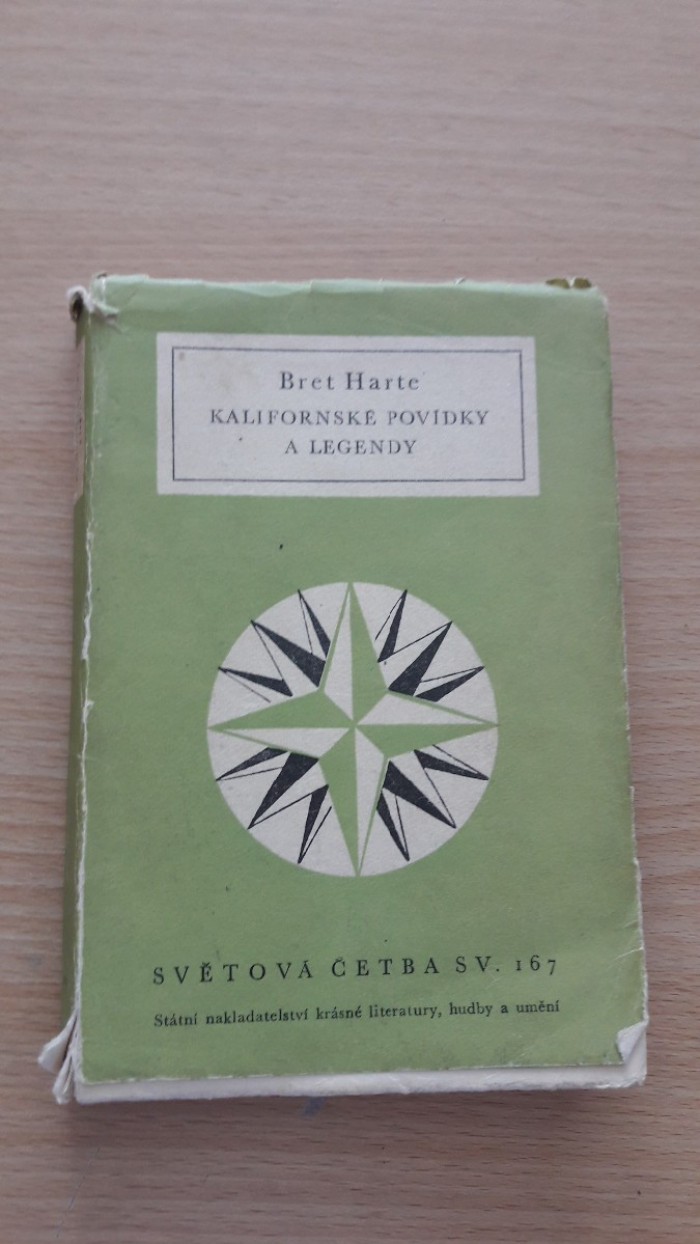 Bret Harte
KALIFORNSKÉ POVÍDKY
A LEGENDY
SVĚTOVÁ ČETBA SV. 167
Státní nakladatelství krásné literatury, hudby a umění